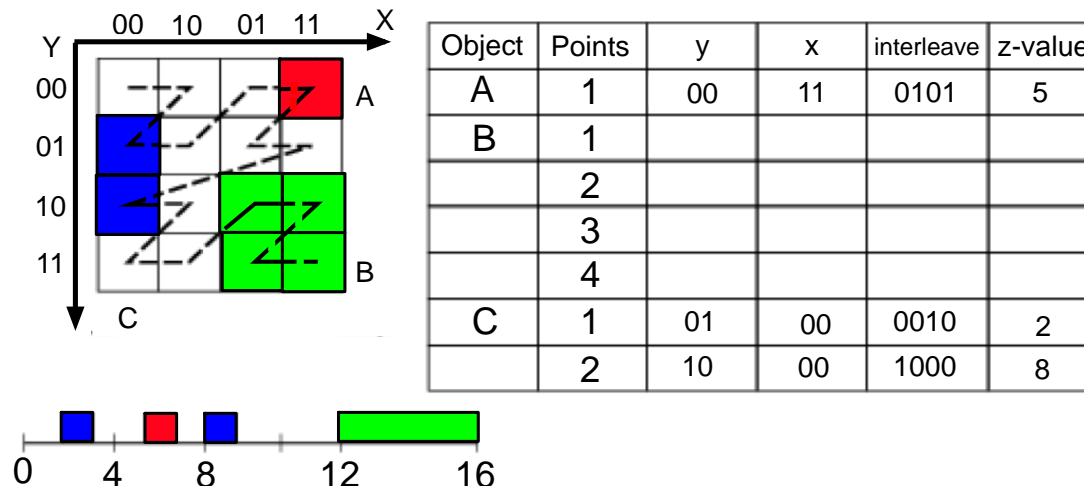 00 10 01 11 X
Y
00 A
01
10
11 B
C
Object Points y x interleave z-value
A 1 00 11 0101 5
B 1
2
3
4
C 1 01 00 0010 2
2 10 00 1000 8
0 4 8 12 16